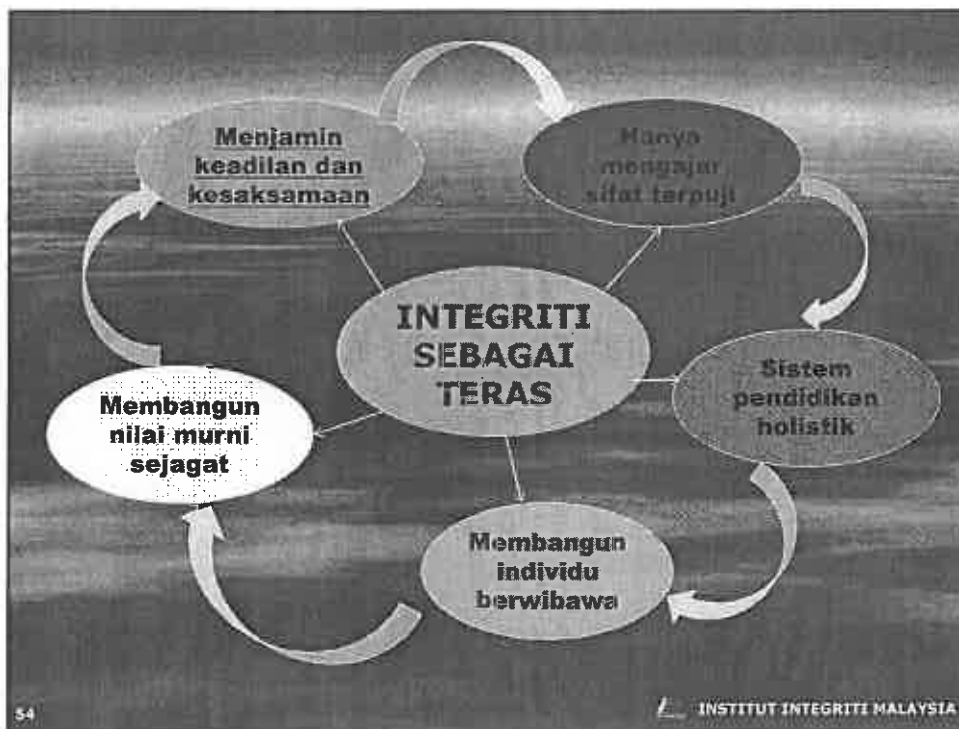 Menjamin
keadilan dan
kesaksamaan
Hanya
mengajar
sifat terpuji
INTEGRITI
SEBAGAI
TERAS
Sistem
pendidikan
holistik
Membangun
individu
berwibawa
Membangun
nilai murni
sejagat
54
INSTITUT INTEGRITI MALAYSIA